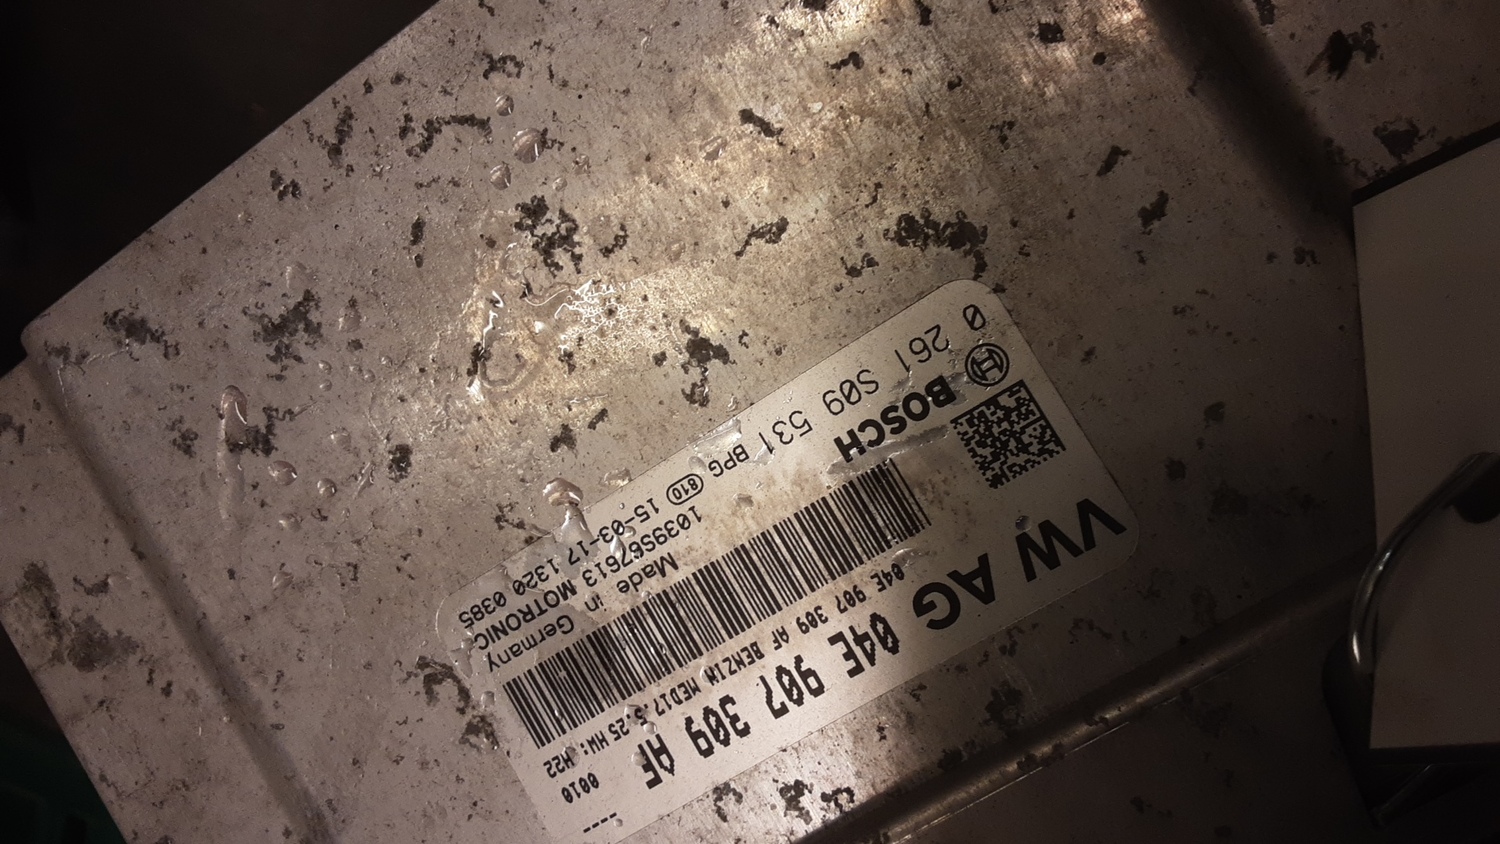 VW AG 04E 907 309 AF
04E 907 309 AF BENZIN MED17.5.25 HW: H22 0010
---
BOSCH
Made in Germany
0 261 S09 531 BPG 810
1039S67613 MOTRONIC
15-03-17 1320 0385